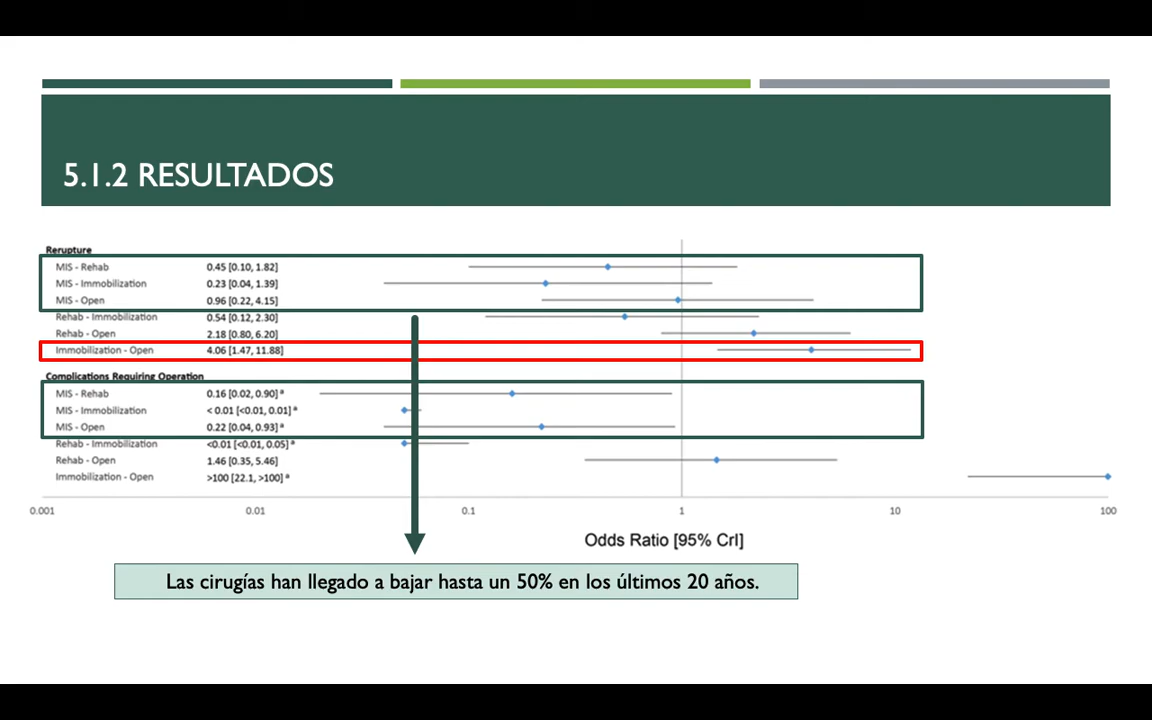 5.1.2 RESULTADOS
Rerupture
MIS - Rehab 0.45 [0.10, 1.82]
MIS - Immobilization 0.23 [0.04, 1.39]
MIS - Open 0.96 [0.22, 4.15]
Rehab - Immobilization 0.54 [0.12, 2.30]
Rehab - Open 2.18 [0.80, 6.20]
Immobilization - Open 4.06 [1.47, 11.88]
Complications Requiring Operation
MIS - Rehab 0.16 [0.02, 0.90] ª
MIS - Immobilization < 0.01 [<0.01, 0.01] ª
MIS - Open 0.22 [0.04, 0.93] ª
Rehab - Immobilization <0.01 [<0.01, 0.05] ª
Rehab - Open 1.46 [0.35, 5.46]
Immobilization - Open >100 [22.1, >100] ª
0.001 0.01 0.1 1 10 100
Odds Ratio [95% CrI]
Las cirugías han llegado a bajar hasta un 50% en los últimos 20 años.